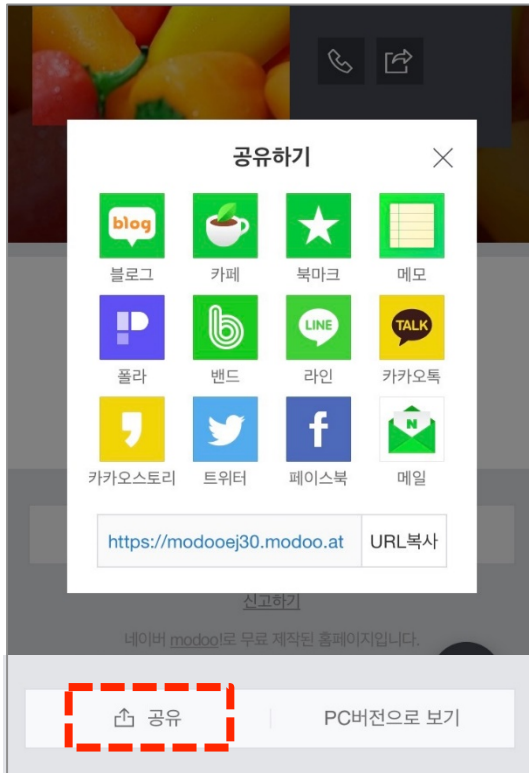 공유하기
blog
블로그 카페 북마크 메모
LINE TALK
폴라 밴드 라인 카카오톡
N
카카오스토리 트위터 페이스북 메일
https://modooej30.modoo.at URL복사
신고하기
네이버 modoo!로 무료 제작된 홈페이지입니다.
공유 PC버전으로 보기